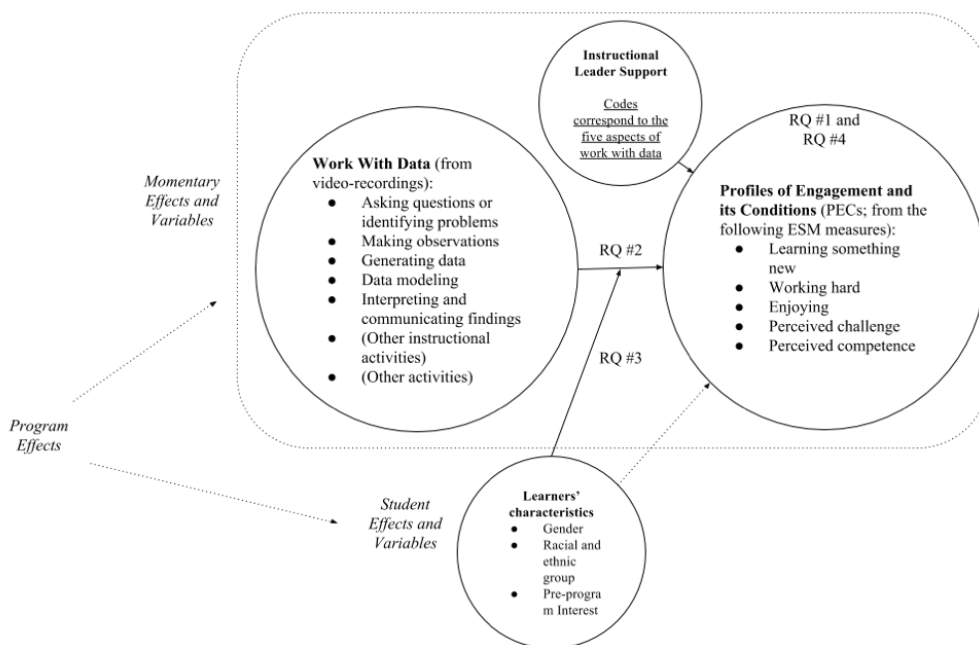 Instructional
Leader Support
Codes
correspond to the
five aspects of
work with data
RQ #1 and
RQ #4
Momentary
Effects and
Variables
Work With Data (from
video-recordings):
● Asking questions or
identifying problems
● Making observations
● Generating data
● Data modeling
● Interpreting and
communicating findings
● (Other instructional
activities)
● (Other activities)
RQ #2
RQ #3
Profiles of Engagement and
its Conditions (PECs; from the
following ESM measures):
● Learning something
new
● Working hard
● Enjoying
● Perceived challenge
● Perceived competence
Program
Effects
Student
Effects and
Variables
Learners'
characteristics
● Gender
● Racial and
ethnic
group
● Pre-progra
m Interest